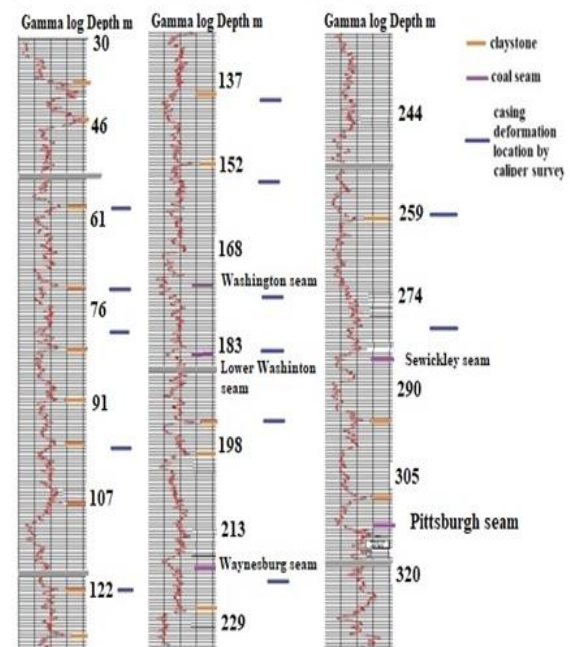 Gamma log Depth m
30
46
61
76
91
107
122
Gamma log Depth m
137
152
168
Washington seam
183
Lower Washinton
seam
198
213
Waynesburg seam
229
Gamma log Depth m
244
259
274
Sewickley seam
290
305
Pittsburgh seam
320
claystone
coal seam
casing
deformation
location by
caliper survey